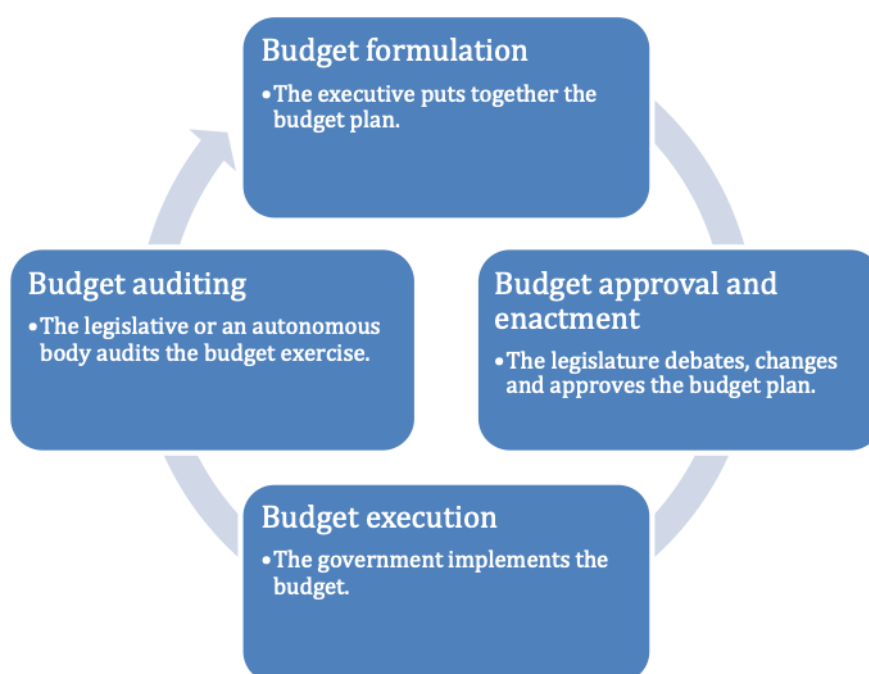 Budget formulation
•The executive puts together the
budget plan.
Budget approval and
enactment
•The legislature debates, changes
and approves the budget plan.
Budget execution
•The government implements the
budget.
Budget auditing
•The legislative or an autonomous
body audits the budget exercise.